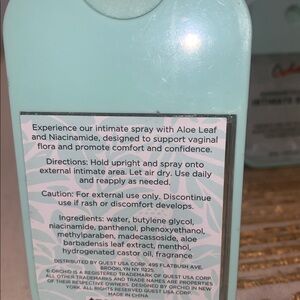 Experience our intimate spray with Aloe Leaf
and Niacinamide, designed to support vaginal
flora and promote comfort and confidence.
Directions: Hold upright and spray onto
external intimate area. Let air dry. Use daily
and reapply as needed.
Caution: For external use only. Discontinue
use if rash or discomfort develops.
Ingredients: water, butylene glycol,
niacinamide, panthenol, phenoxyethanol,
methylparaben, madecassoside, aloe
barbadensis leaf extract, menthol,
hydrogenated castor oil, fragrance
DISTRIBUTED BY QUEST USA CORP. 495 FLATBUSH AVE.
BROOKLYN NY, 11225.
© ORCHID IS A REGISTERED TRADEMARK OF QUEST USA CORP.
ALL OTHER TRADEMARKS AND TRADE NAMES ARE PROPERTIES
OF THEIR RESPECTIVE OWNERS. DESIGNED BY ORCHID IN NEW
YORK. ALL RIGHTS RESERVED BY QUEST USA CORP.
MADE IN CHINA
INTIMATE